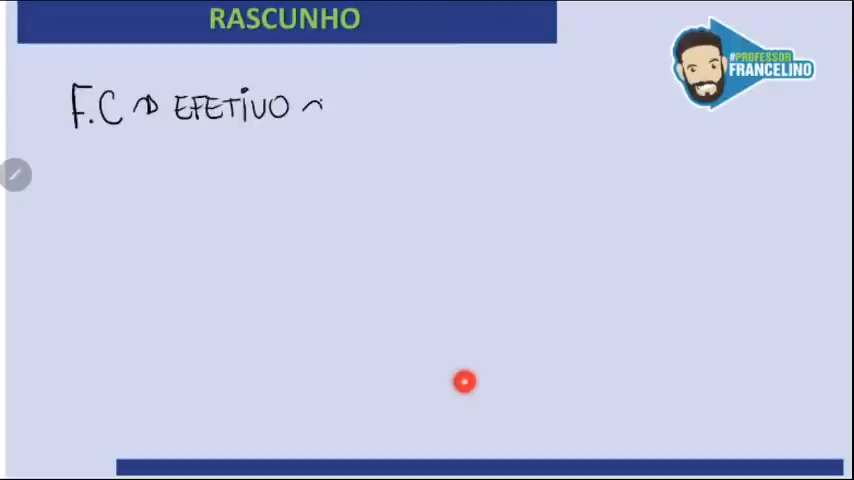 RASCUNHO
#PROFESSOR
FRANCELINO
F.C → EFETIVO ~